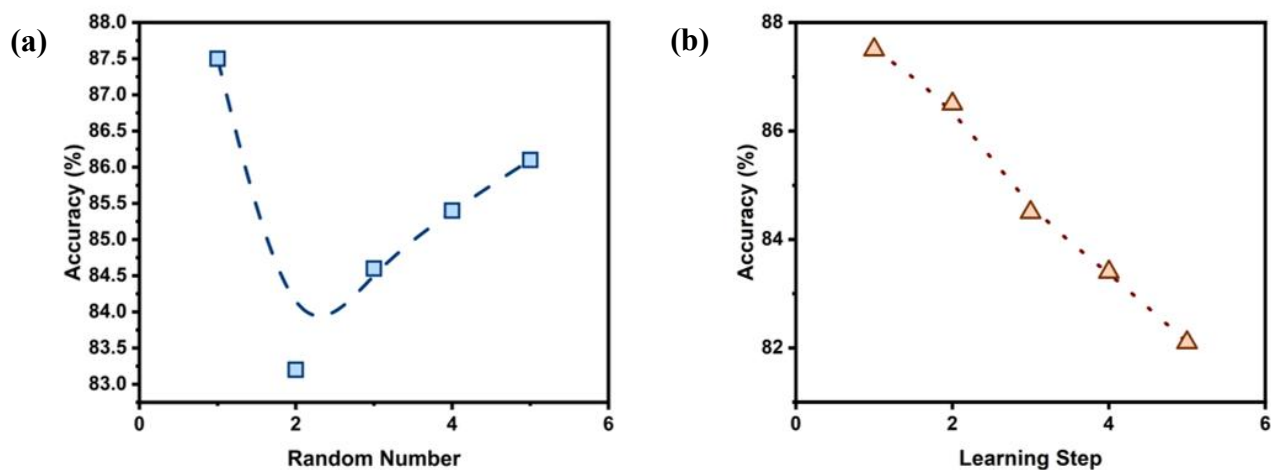 (a)
Accuracy (%)
88.0
87.5
87.0
86.5
86.0
85.5
85.0
84.5
84.0
83.5
83.0
0 2 4 6
Random Number
(b)
Accuracy (%)
88
86
84
82
0 2 4 6
Learning Step